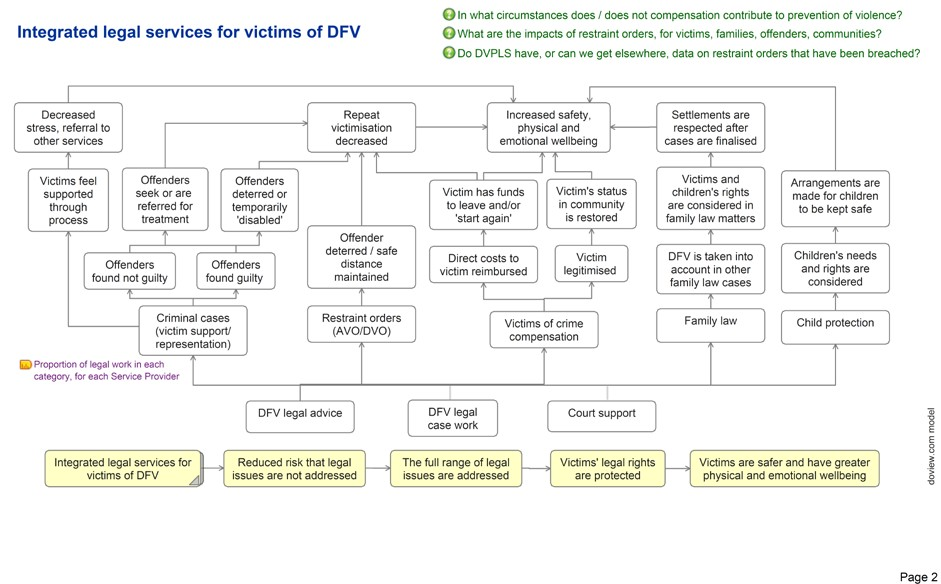 Integrated legal services for victims of DFV
In what circumstances does / does not compensation contribute to prevention of violence?
What are the impacts of restraint orders, for victims, families, offenders, communities?
Do DVPLS have, or can we get elsewhere, data on restraint orders that have been breached?
Decreased
stress, referral to
other services
Repeat
victimisation
decreased
Increased safety,
physical and
emotional wellbeing
Settlements are
respected after
cases are finalised
Victims feel
supported
through
process
Offenders
seek or are
referred for
treatment
Offenders
deterred or
temporarily
'disabled'
Victim has funds
to leave and/or
'start again'
Victim's status
in community
is restored
Victims and
children's rights
are considered in
family law matters
Arrangements are
made for children
to be kept safe
Offender
deterred / safe
distance
maintained
Offenders
found not guilty
Offenders
found guilty
Direct costs to
victim reimbursed
Victim
legitimised
DFV is taken into
account in other
family law cases
Children's needs
and rights are
considered
Criminal cases
(victim support/
representation)
Restraint orders
(AVO/DVO)
Victims of crime
compensation
Family law
Child protection
Proportion of legal work in each
category, for each Service Provider
DFV legal advice
DFV legal
case work
Court support
Integrated legal services for
victims of DFV
Reduced risk that legal
issues are not addressed
The full range of legal
issues are addressed
Victims' legal rights
are protected
Victims are safer and have greater
physical and emotional wellbeing
doview.com model
Page 2